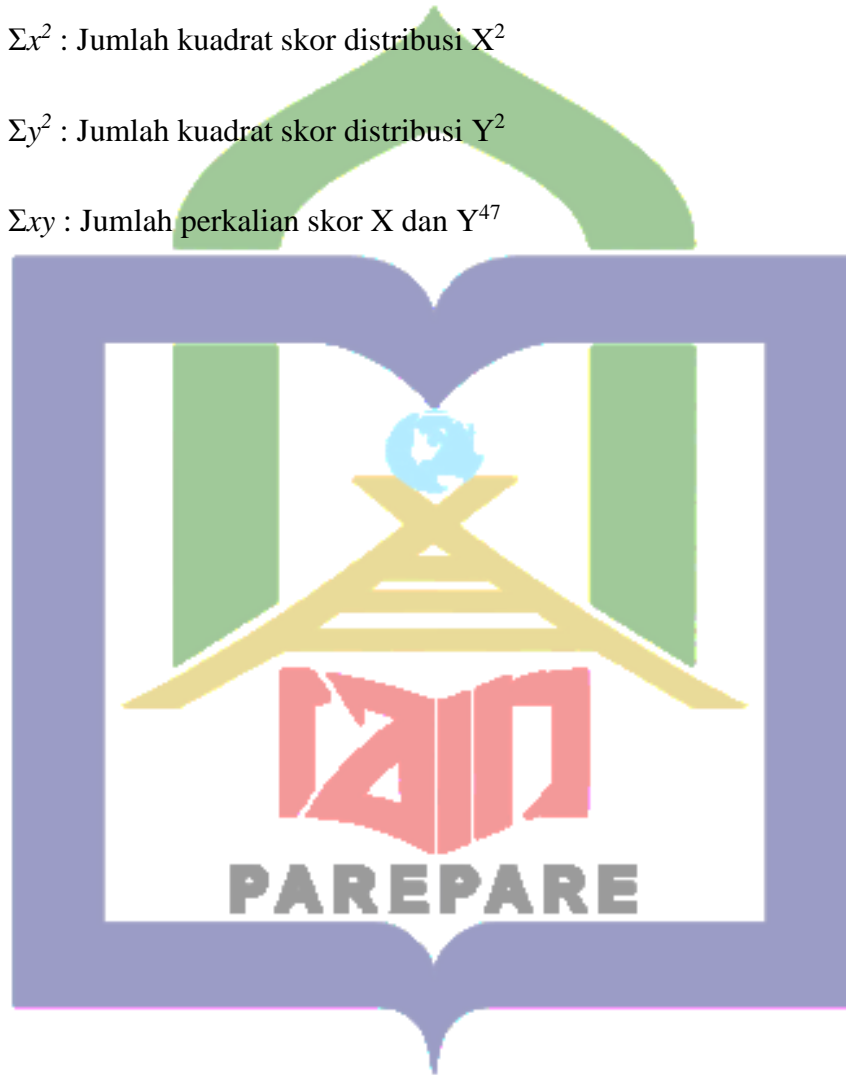 Σx² : Jumlah kuadrat skor distribusi X²
Σy² : Jumlah kuadrat skor distribusi Y²
Σxy : Jumlah perkalian skor X dan Y⁴⁷
iain
PAREPARE